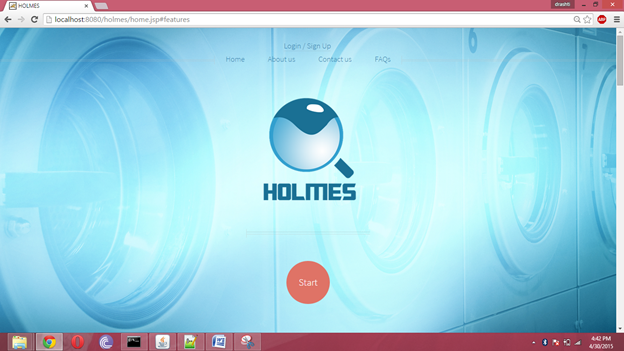 HOLMES
drashti
localhost:8080/holmes/home.jsp#features
ABP
Login / Sign Up
Home About us Contact us FAQs
HOLMES
Start
4:42 PM
4/30/2015